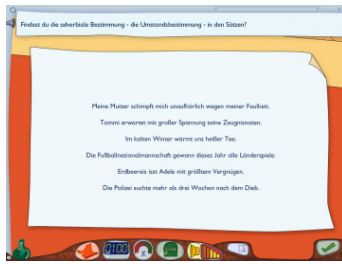 Findest du die adverbiale Bestimmung - die Umstandsbestimmung - in den Sätzen?
Meine Mutter schimpft mich unaufhörlich wegen meiner Faulheit.
Tommi erwartet mit großer Spannung seine Zeugnisnoten.
Im kalten Winter wärmt uns heißer Tee.
Die Fußballnationalmannschaft gewann dieses Jahr alle Länderspiele.
Erdbeereis isst Adele mit größtem Vergnügen.
Die Polizei suchte mehr als drei Wochen nach dem Dieb.
0100